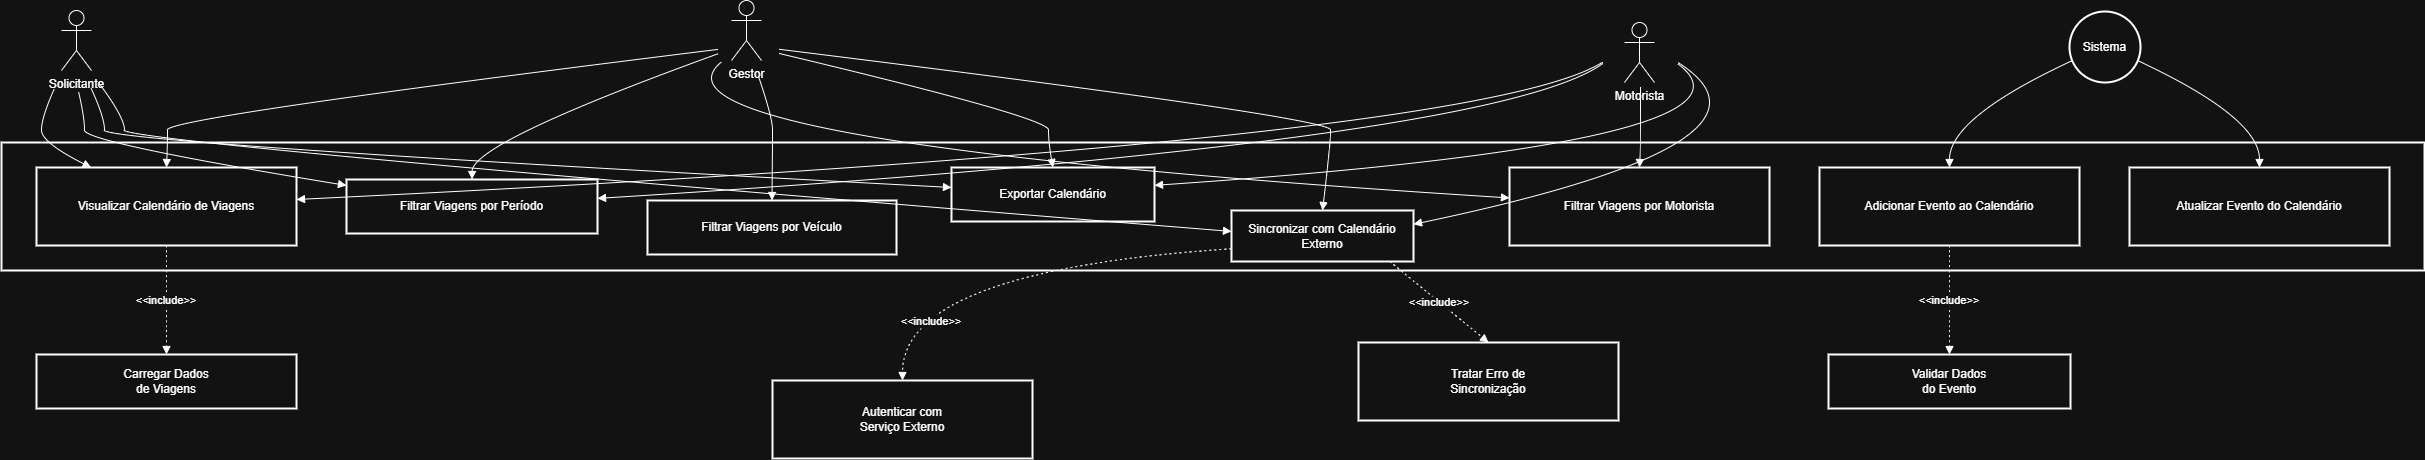 Solicitante
Gestor
Motorista
Sistema
Visualizar Calendário de Viagens
Filtrar Viagens por Período
Filtrar Viagens por Veículo
Exportar Calendário
Sincronizar com Calendário
Externo
Filtrar Viagens por Motorista
Adicionar Evento ao Calendário
Atualizar Evento do Calendário
<<include>>
<<include>>
<<include>>
<<include>>
Carregar Dados
de Viagens
Autenticar com
Serviço Externo
Tratar Erro de
Sincronização
Validar Dados
do Evento